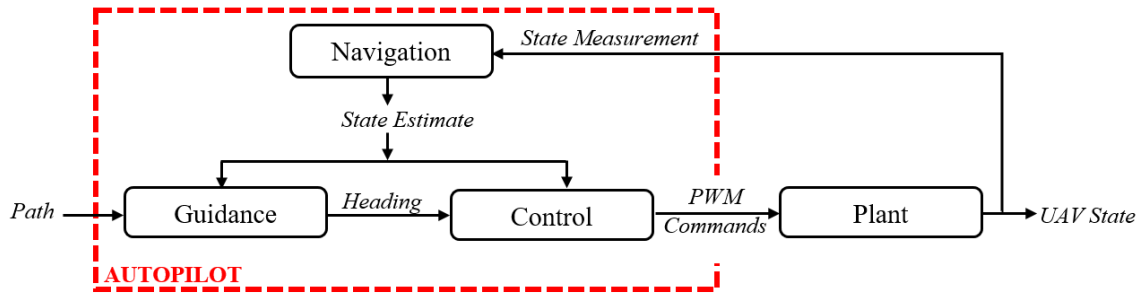 State Measurement
Navigation
State Estimate
Path
Guidance
Heading
Control
PWM
Commands
Plant
UAV State
AUTOPILOT